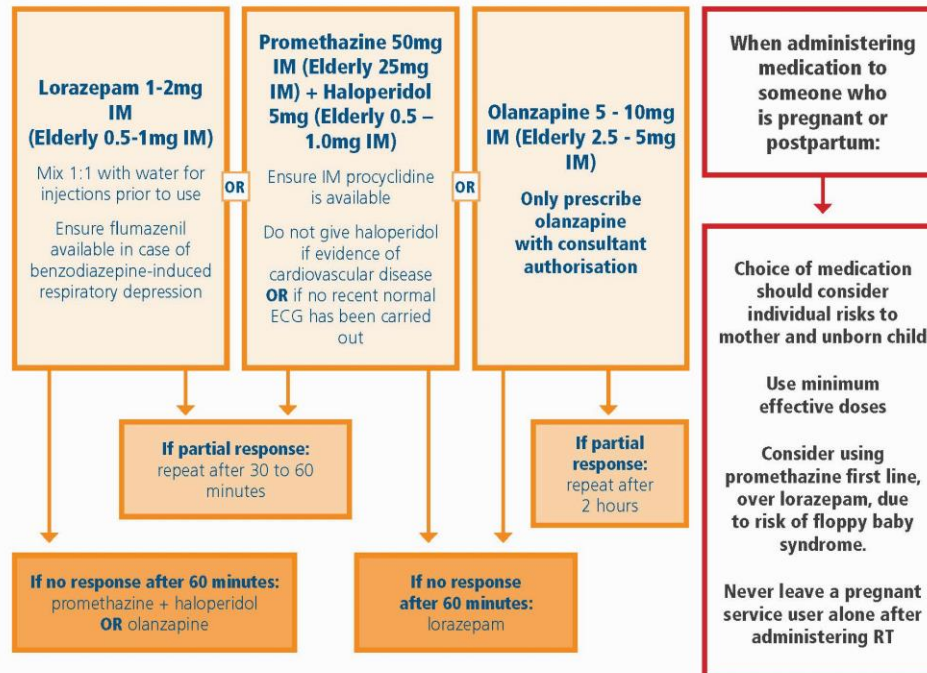 Lorazepam 1-2mg
IM
(Elderly 0.5-1mg IM)
Mix 1:1 with water for
injections prior to use
Ensure flumazenil
available in case of
benzodiazepine-induced
respiratory depression
OR
Promethazine 50mg
IM (Elderly 25mg
IM) + Haloperidol
5mg (Elderly 0.5 –
1.0mg IM)
Ensure IM procyclidine
is available
Do not give haloperidol
if evidence of
cardiovascular disease
OR if no recent normal
ECG has been carried
out
OR
Olanzapine 5 - 10mg
IM (Elderly 2.5 - 5mg
IM)
Only prescribe
olanzapine
with consultant
authorisation
If partial response:
repeat after 30 to 60
minutes
If partial
response:
repeat after
2 hours
If no response after 60 minutes:
promethazine + haloperidol
OR olanzapine
If no response
after 60 minutes:
lorazepam
When administering
medication to
someone who
is pregnant or
postpartum:
Choice of medication
should consider
individual risks to
mother and unborn child
Use minimum
effective doses
Consider using
promethazine first line,
over lorazepam, due
to risk of floppy baby
syndrome.
Never leave a pregnant
service user alone after
administering RT